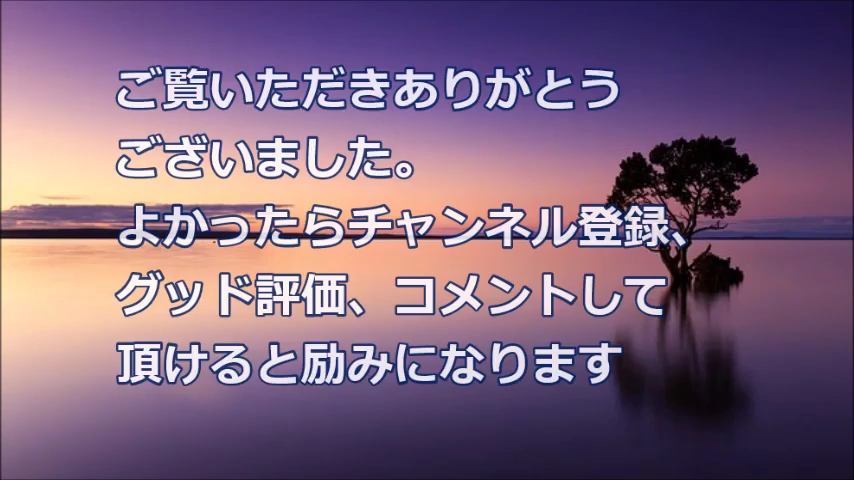 ご覧いただきありがとう
ございました。
よかったらチャンネル登録、
グッド評価、コメントして
頂けると励みになります